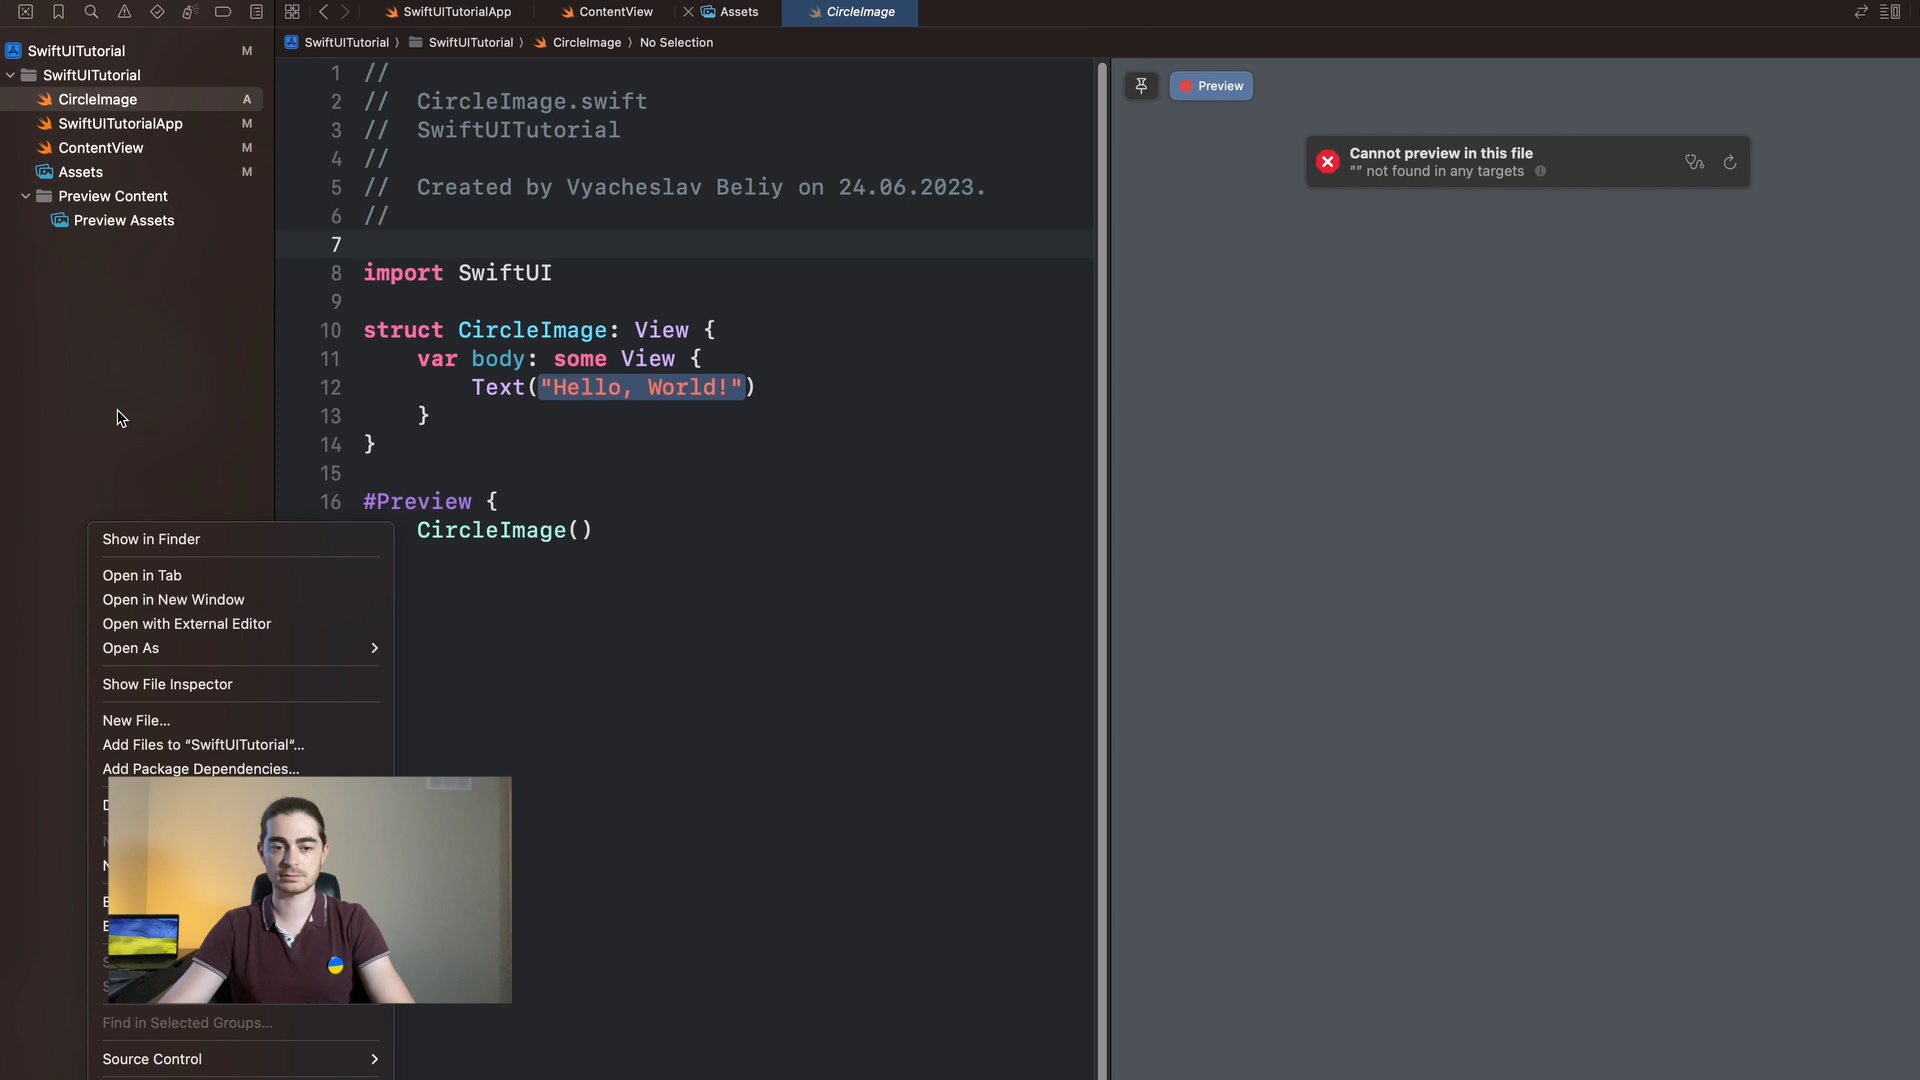 SwiftUITutorialApp
ContentView
Assets
CircleImage
SwiftUITutorial
SwiftUITutorial
CircleImage
No Selection
SwiftUITutorial M
SwiftUITutorial
CircleImage A
SwiftUITutorialApp M
ContentView M
Assets M
Preview Content
Preview Assets
1 //
2 // CircleImage.swift
3 // SwiftUITutorial
4 //
5 // Created by Vyacheslav Beliy on 24.06.2023.
6 //
7
8 import SwiftUI
9
10 struct CircleImage: View {
11 var body: some View {
12 Text("Hello, World!")
13 }
14 }
15
16 #Preview {
CircleImage()
Preview
Cannot preview in this file
"" not found in any targets
Show in Finder
Open in Tab
Open in New Window
Open with External Editor
Open As
Show File Inspector
New File...
Add Files to “SwiftUITutorial“...
Add Package Dependencies...
Find in Selected Groups...
Source Control